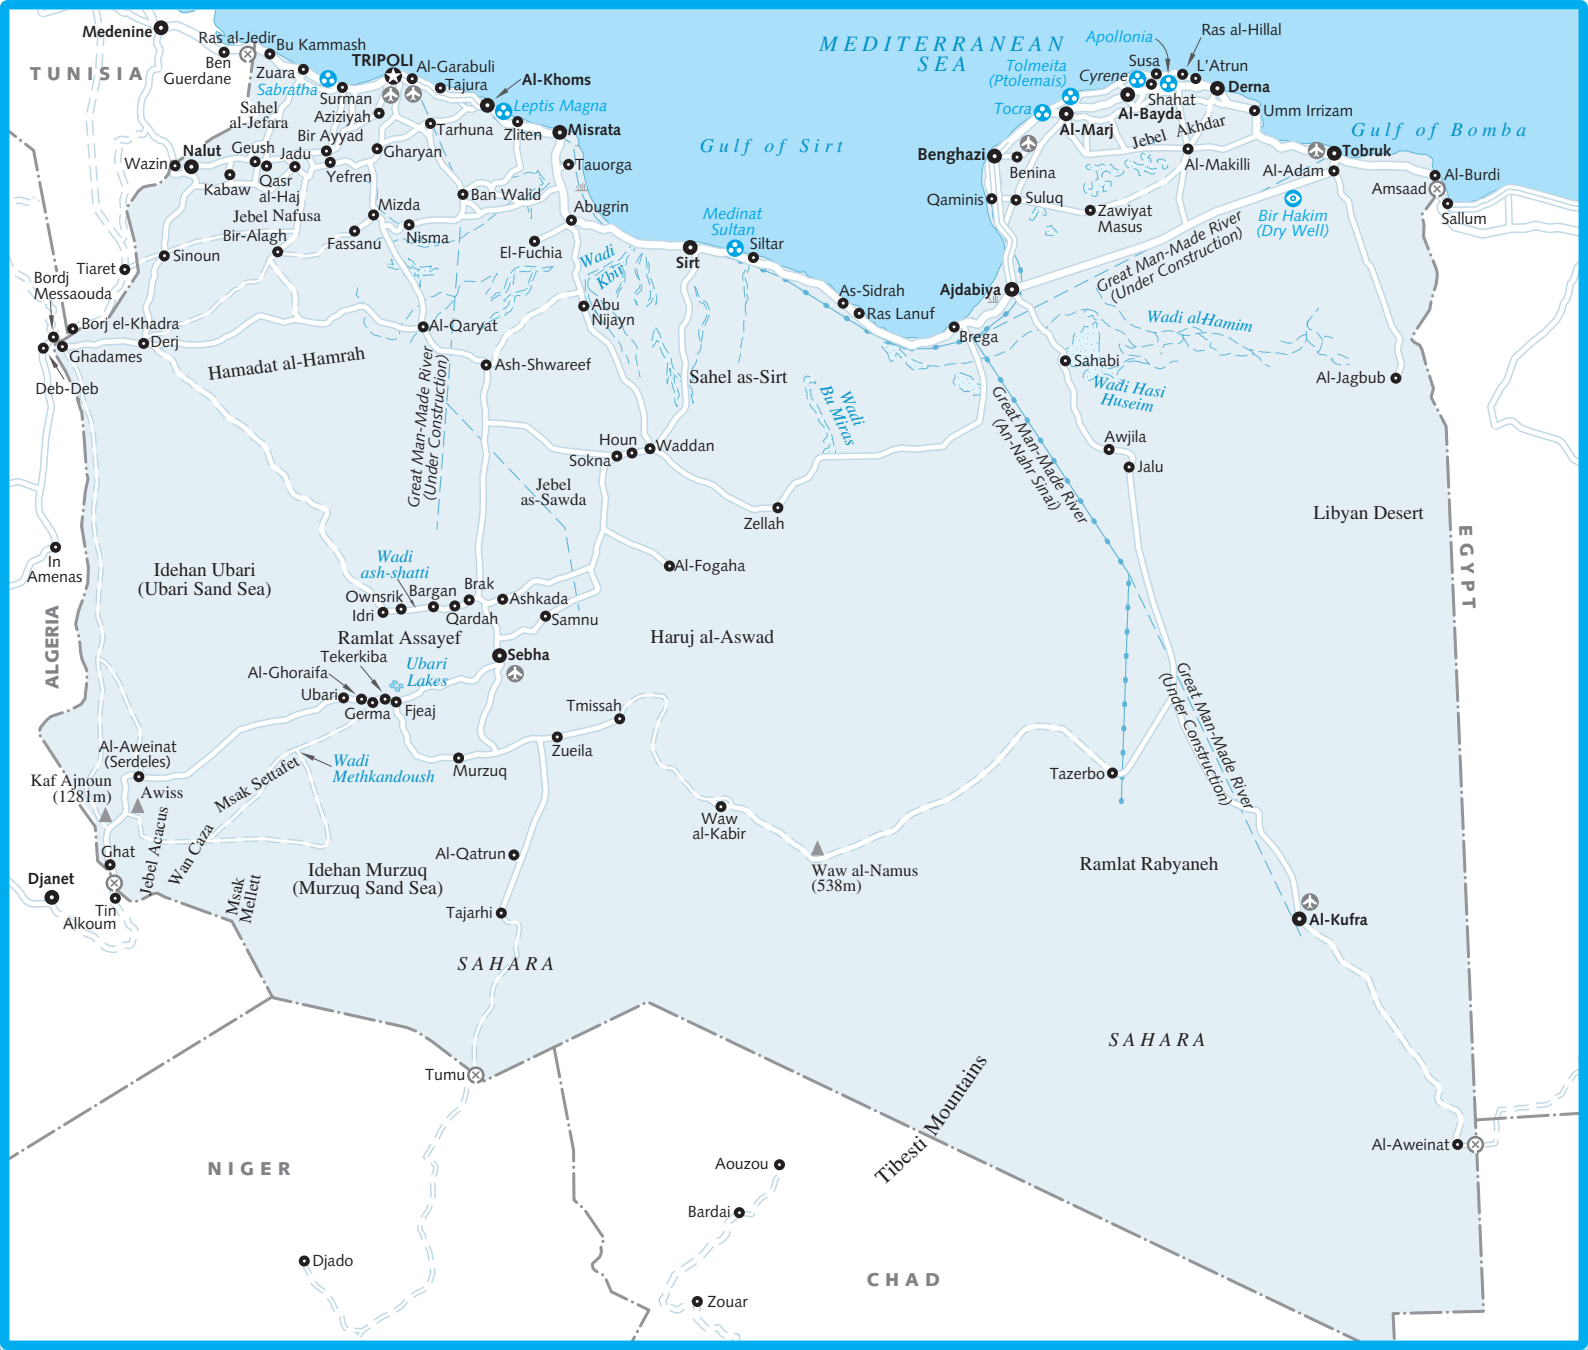 Medenine
TUNISIA
Ras al-Jedir
Ben
Guerdane
Bu Kammash
Zuara
Sabratha
TRIPOLI
Al-Garabuli
Tajura
Al-Khoms
Leptis Magna
Surman
Sahel
al-Jefara
Aziziyah
Bir Ayyad
Tarhuna
Zliten
Misrata
Wazin
Nalut
Geush
Jadu
Gharyan
Tauorga
Kabaw
Qasr
al-Haj
Yefren
Jebel Nafusa
Mizda
Ban Walid
Abugrin
Bir-Alagh
Fassanu
Nisma
El-Fuchia
Sinoun
Tiaret
Bordj
Messaouda
Borj el-Khadra
Ghadames
Derj
Deb-Deb
Al-Qaryat
Wadi
Kbir
Abu
Nijayn
Sirt
Medinat
Sultan
Siltar
MEDITERRANEAN
SEA
Gulf of Sirt
Apollonia
Ras al-Hillal
Tolmeita
(Ptolemais)
Cyrene
Susa
L'Atrun
Derna
Tocra
Shahat
Al-Bayda
Al-Marj
Jebel Akhdar
Umm Irrizam
Gulf of Bomba
Benghazi
Benina
Al-Makilli
Tobruk
Al-Adam
Al-Burdi
Amsaad
Sallum
Qaminis
Suluq
Zawiyat
Masus
Bir Hakim
(Dry Well)
Great Man-Made River
(Under Construction)
As-Sidrah
Ras Lanuf
Ajdabiya
Brega
Wadi alHamim
Sahabi
Wadi Hasi
Huseim
Al-Jagbub
Hamadat al-Hamrah
Ash-Shwareef
Great Man-Made River
(Under Construction)
Sahel as-Sirt
Wadi
Bu Miras
Great Man-Made River
(An-Nahr Sinai)
Awjila
Jalu
Houn
Sokna
Waddan
Jebel
as-Sawda
Zellah
Libyan Desert
EGYPT
In
Amenas
ALGERIA
Idehan Ubari
(Ubari Sand Sea)
Wadi
ash-shatti
Al-Fogaha
Ownsrik
Bargan
Brak
Ashkada
Idri
Qardah
Samnu
Ramlat Assayef
Haruj al-Aswad
Tekerkiba
Sebha
Al-Ghoraifa
Ubari
Lakes
Ubari
Germa
Fjeaj
Tmissah
Zueila
Murzuq
Great Man-Made River
(Under Construction)
Al-Aweinat
(Serdeles)
Kaf Ajnoun
(1281m)
Awiss
Msak Settafet
Wadi
Methkandoush
Tazerbo
Waw
al-Kabir
Ghat
Jebel Acacus
Wan Caza
Msak
Mellett
Idehan Murzuq
(Murzuq Sand Sea)
Al-Qatrun
Waw al-Namus
(538m)
Ramlat Rabyaneh
Djanet
Tin
Alkoum
Tajarhi
Al-Kufra
SAHARA
SAHARA
Tumu
Tibesti Mountains
Al-Aweinat
NIGER
Aouzou
Bardai
Djado
Zouar
CHAD